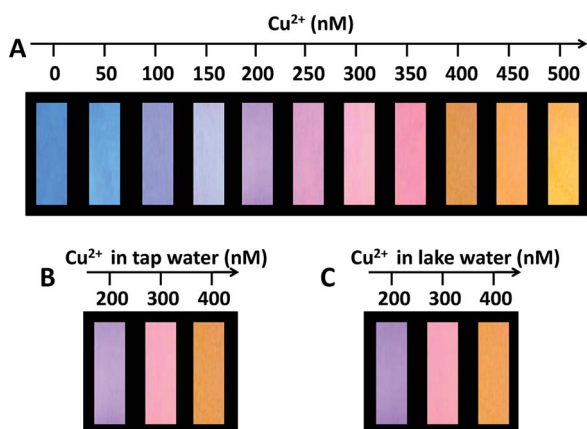 Cu²⁺ (nM)
A
0 50 100 150 200 250 300 350 400 450 500
B
Cu²⁺ in tap water (nM)
200 300 400
C
Cu²⁺ in lake water (nM)
200 300 400